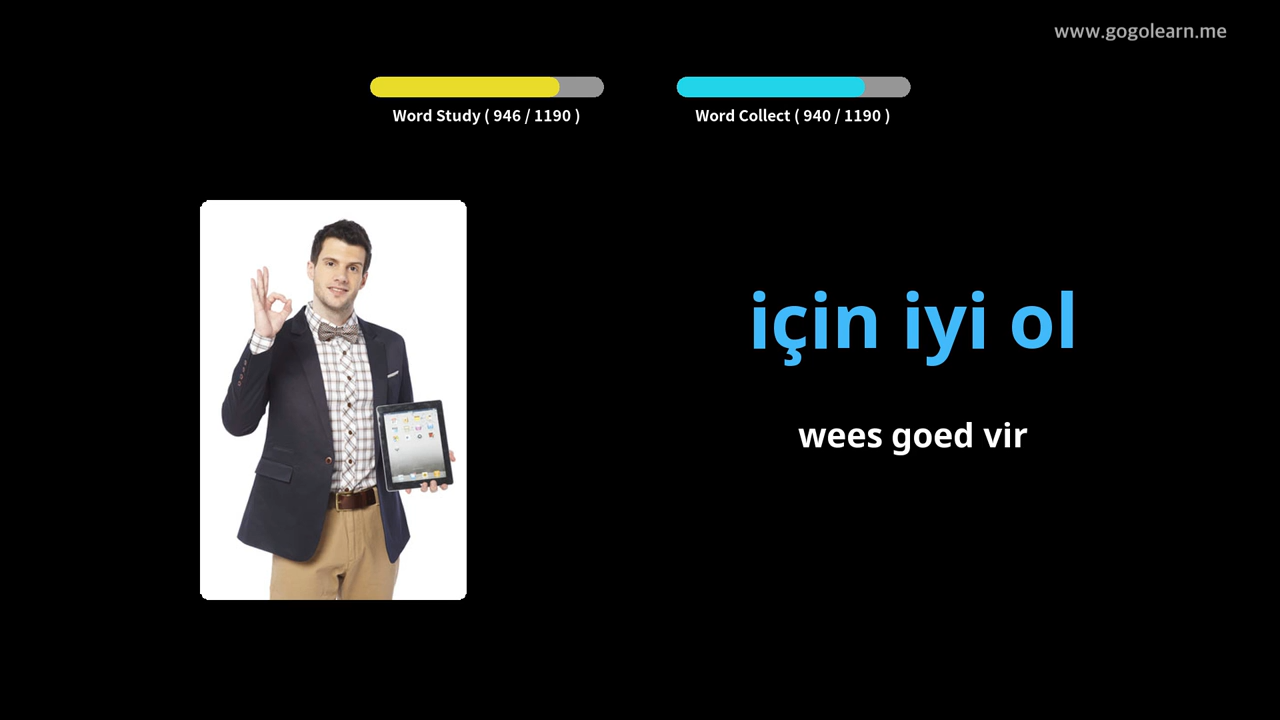 www.gogolearn.me
Word Study ( 946 / 1190 )
Word Collect ( 940 / 1190 )
için iyi ol
wees goed vir